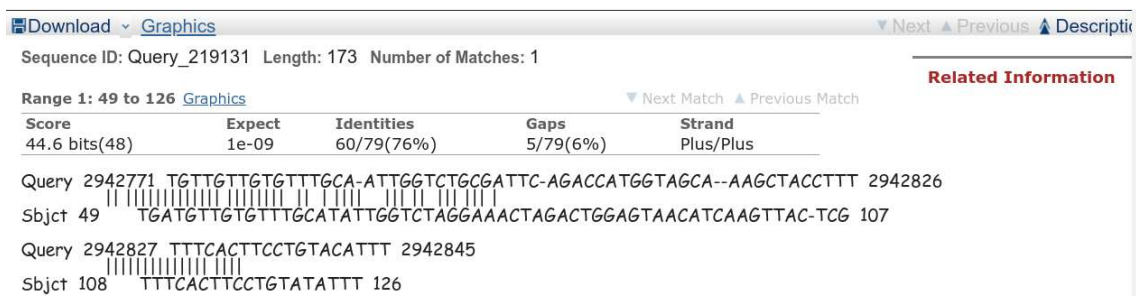 Download Graphics Next Previous Descriptio
Sequence ID: Query_219131 Length: 173 Number of Matches: 1
Related Information
Range 1: 49 to 126 Graphics Next Match Previous Match
Score Expect Identities Gaps Strand
44.6 bits(48) 1e-09 60/79(76%) 5/79(6%) Plus/Plus
Query 2942771 TGTTGTTGTGTTTGCA-ATTGGTCTGCGATTC-AGACCATGGTAGCA--AAGCTACCTTT 2942826
Sbjct 49 TGATGTTGTGTTTGCATATTGGTCTAGGAAACTAGACTGGAGTAACATCAAGTTAC-TCG 107
Query 2942827 TTTCACTTCCTGTACATTT 2942845
Sbjct 108 TTTCACTTCCTGTATATTT 126